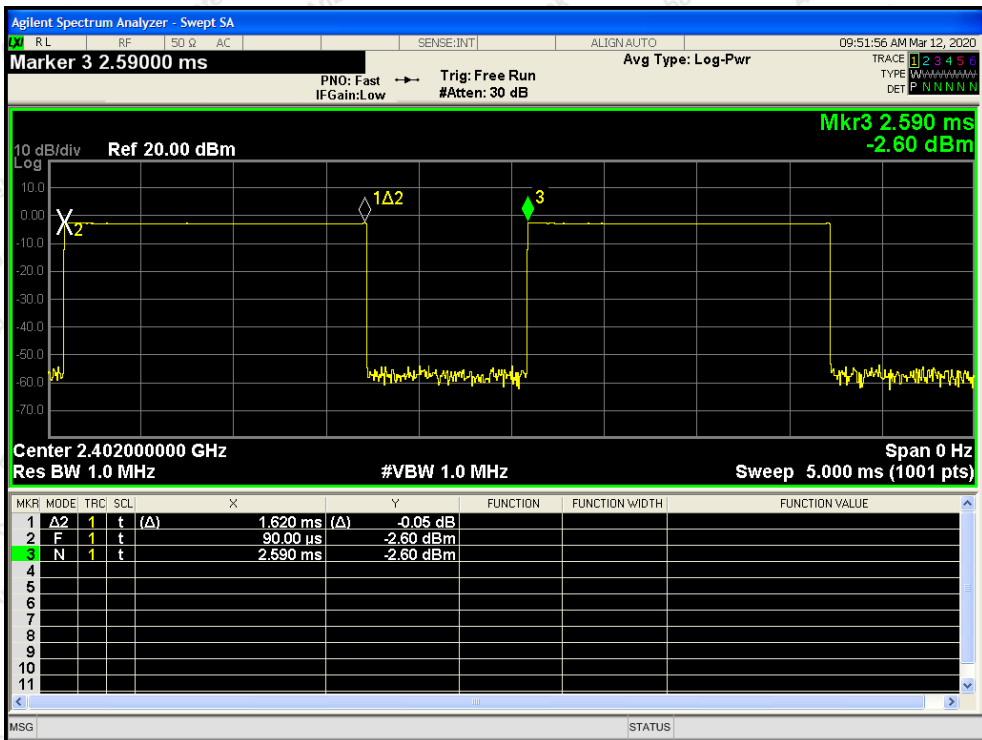 Agilent Spectrum Analyzer - Swept SA
LXI RL RF 50 Ω AC SENSE:INT ALIGN AUTO 09:51:56 AM Mar 12, 2020
Marker 3 2.59000 ms
PNO: Fast
IFGain:Low
Trig: Free Run
#Atten: 30 dB
Avg Type: Log-Pwr
TRACE 1 2 3 4 5 6
TYPE WWWWWW
DET P N N N N N
Mkr3 2.590 ms
-2.60 dBm
10 dB/div Ref 20.00 dBm
Log
10.0
0.00
-10.0
-20.0
-30.0
-40.0
-50.0
-60.0
-70.0
X2
1Δ2
3
Center 2.402000000 GHz Span 0 Hz
Res BW 1.0 MHz #VBW 1.0 MHz Sweep 5.000 ms (1001 pts)
MKR MODE TRC SCL X Y FUNCTION FUNCTION WIDTH FUNCTION VALUE
1 Δ2 1 t (Δ) 1.620 ms (Δ) -0.05 dB
2 F 1 t 90.00 µs -2.60 dBm
3 N 1 t 2.590 ms -2.60 dBm
4
5
6
7
8
9
10
11
MSG STATUS